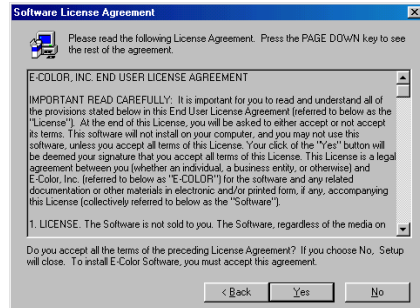 Software License Agreement
Please read the following License Agreement. Press the PAGE DOWN key to see
the rest of the agreement.
E-COLOR, INC. END USER LICENSE AGREEMENT
IMPORTANT READ CAREFULLY: It is important for you to read and understand all of
the provisions stated below in this End User License Agreement (referred to below as the
"License"). At the end of this License, you will be asked to either accept or not accept
its terms. This software will not install on your computer, and you may not use this
software, unless you accept all terms of this License. Your click of the "Yes" button will
be deemed your signature that you accept all terms of this License. This License is a legal
agreement between you (whether an individual, a business entity, or otherwise) and
E-Color, Inc. (referred to below as "E-COLOR") for the software and any related
documentation or other materials in electronic and/or printed form, if any, accompanying
this License (collectively referred to below as the "Software").
1. LICENSE. The Software is not sold to you. The Software, regardless of the media on
Do you accept all the terms of the preceding License Agreement? If you choose No, Setup
will close. To install E-Color Software, you must accept this agreement.
< Back
Yes
No